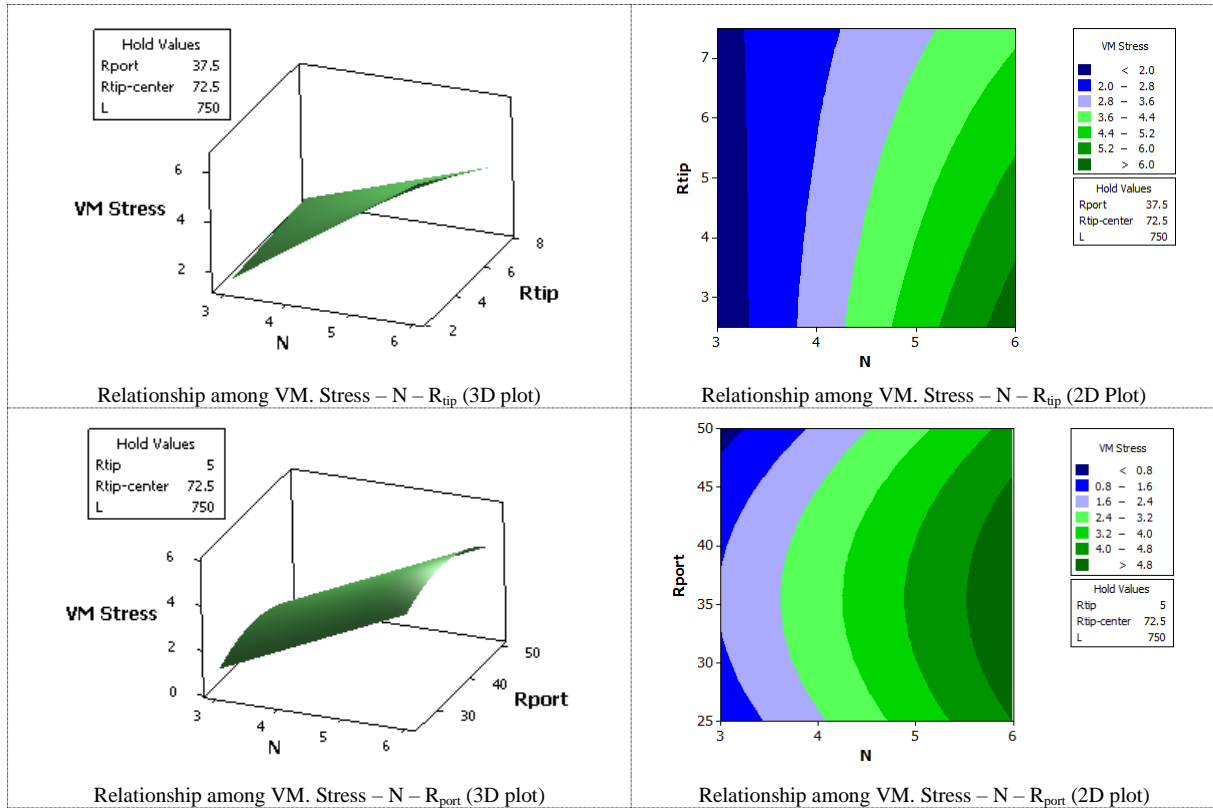 Hold Values
Rport 37.5
Rtip-center 72.5
L 750
6
4
2
VM Stress
3
4
5
6
N
2
4
6
8
Rtip
Relationship among VM. Stress – N – Rtip (3D plot)
7
6
5
4
3
Rtip
3 4 5 6
N
VM Stress
< 2.0
2.0 – 2.8
2.8 – 3.6
3.6 – 4.4
4.4 – 5.2
5.2 – 6.0
> 6.0
Hold Values
Rport 37.5
Rtip-center 72.5
L 750
Relationship among VM. Stress – N – Rtip (2D Plot)
Hold Values
Rtip 5
Rtip-center 72.5
L 750
6
4
2
0
VM Stress
3
4
5
6
N
30
40
50
Rport
Relationship among VM. Stress – N – Rport (3D plot)
50
45
40
35
30
25
Rport
3 4 5 6
N
VM Stress
< 0.8
0.8 – 1.6
1.6 – 2.4
2.4 – 3.2
3.2 – 4.0
4.0 – 4.8
> 4.8
Hold Values
Rtip 5
Rtip-center 72.5
L 750
Relationship among VM. Stress – N – Rport (2D plot)